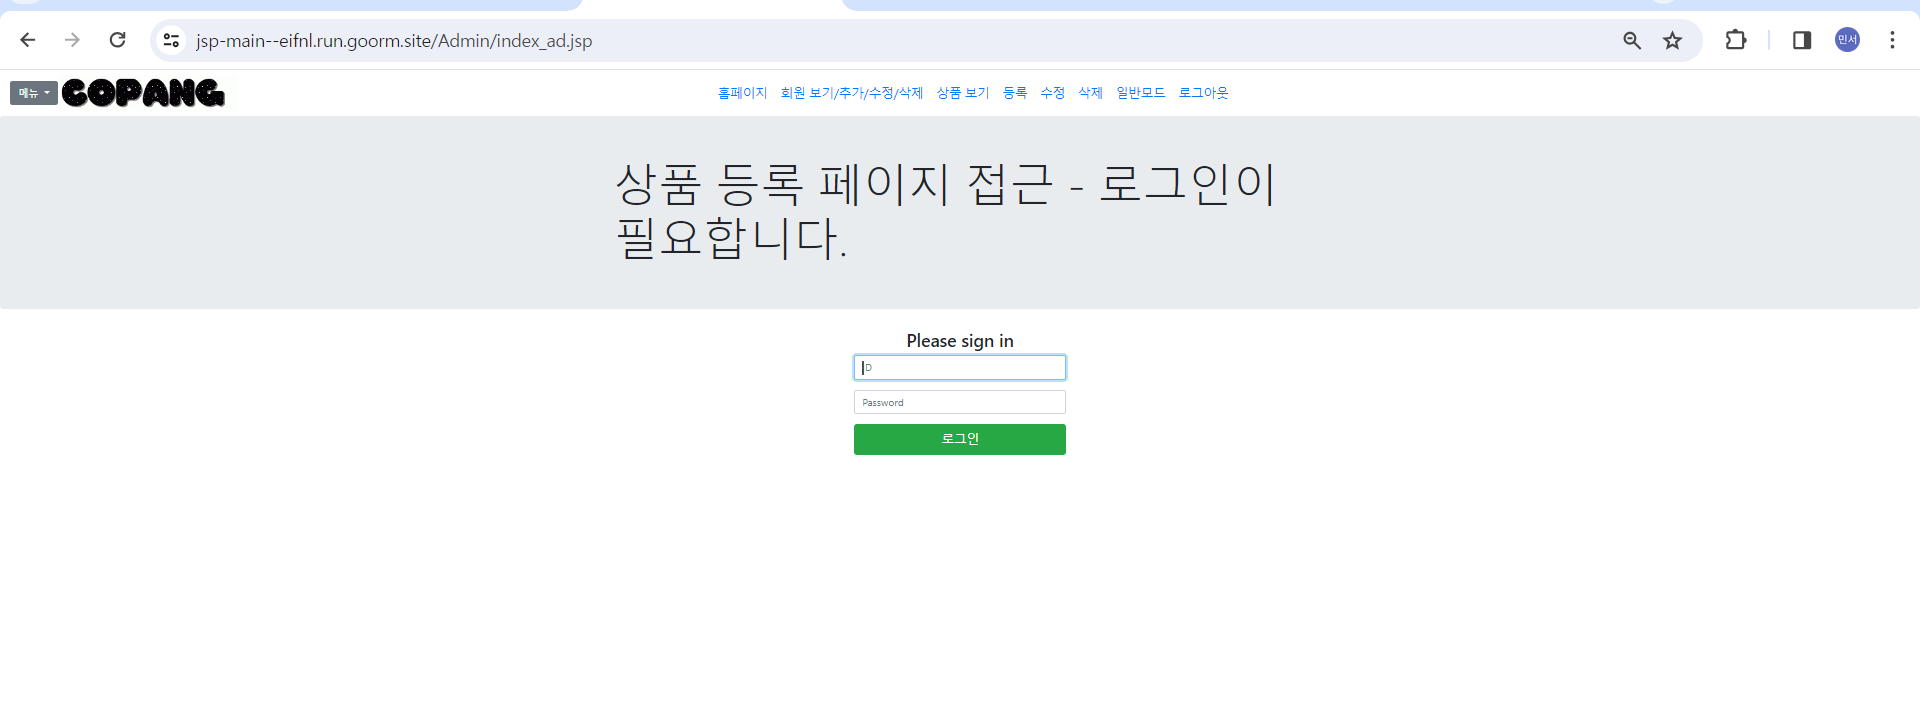 jsp-main--eifnl.run.goorm.site/Admin/index_ad.jsp
민서
메뉴
COPANG
홈페이지 회원 보기/추가/수정/삭제 상품 보기 등록 수정 삭제 일반모드 로그아웃
상품 등록 페이지 접근 - 로그인이
필요합니다.
Please sign in
ID
Password
로그인